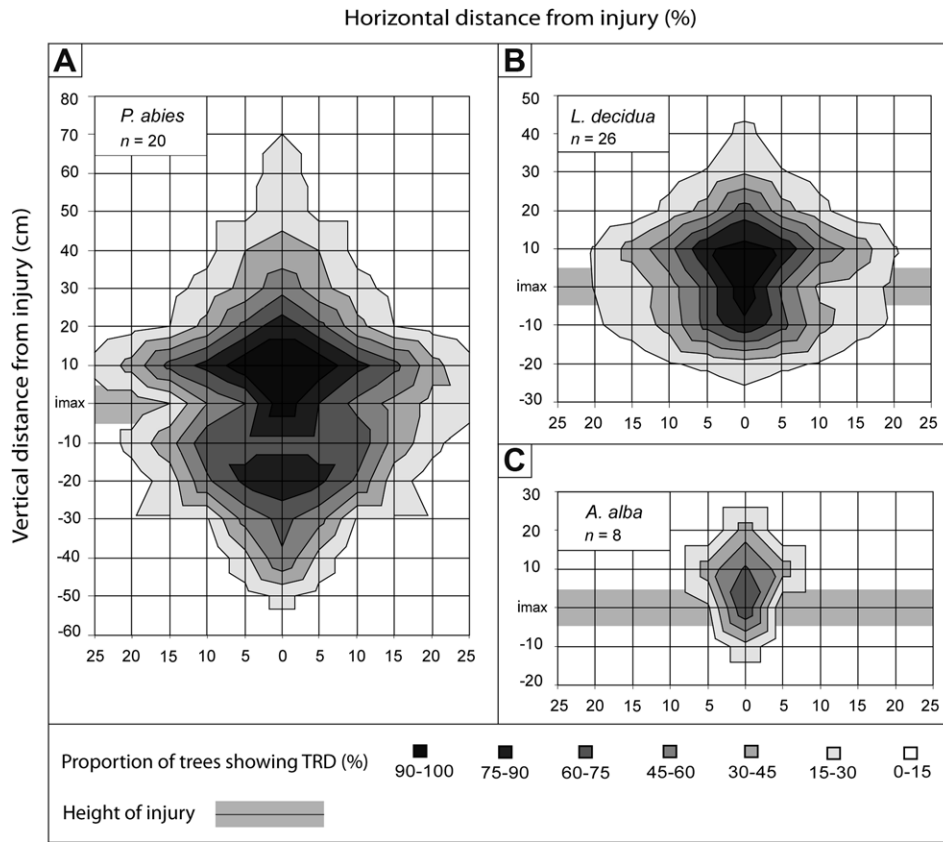 Horizontal distance from injury (%)
Vertical distance from injury (cm)
A
P. abies
n = 20
80
70
60
50
40
30
20
10
imax
-10
-20
-30
-40
-50
-60
25 20 15 10 5 0 5 10 15 20 25
B
L. decidua
n = 26
50
40
30
20
10
imax
-10
-20
-30
25 20 15 10 5 0 5 10 15 20 25
C
A. alba
n = 8
30
20
10
imax
-10
-20
25 20 15 10 5 0 5 10 15 20 25
Proportion of trees showing TRD (%)
90-100 75-90 60-75 45-60 30-45 15-30 0-15
Height of injury